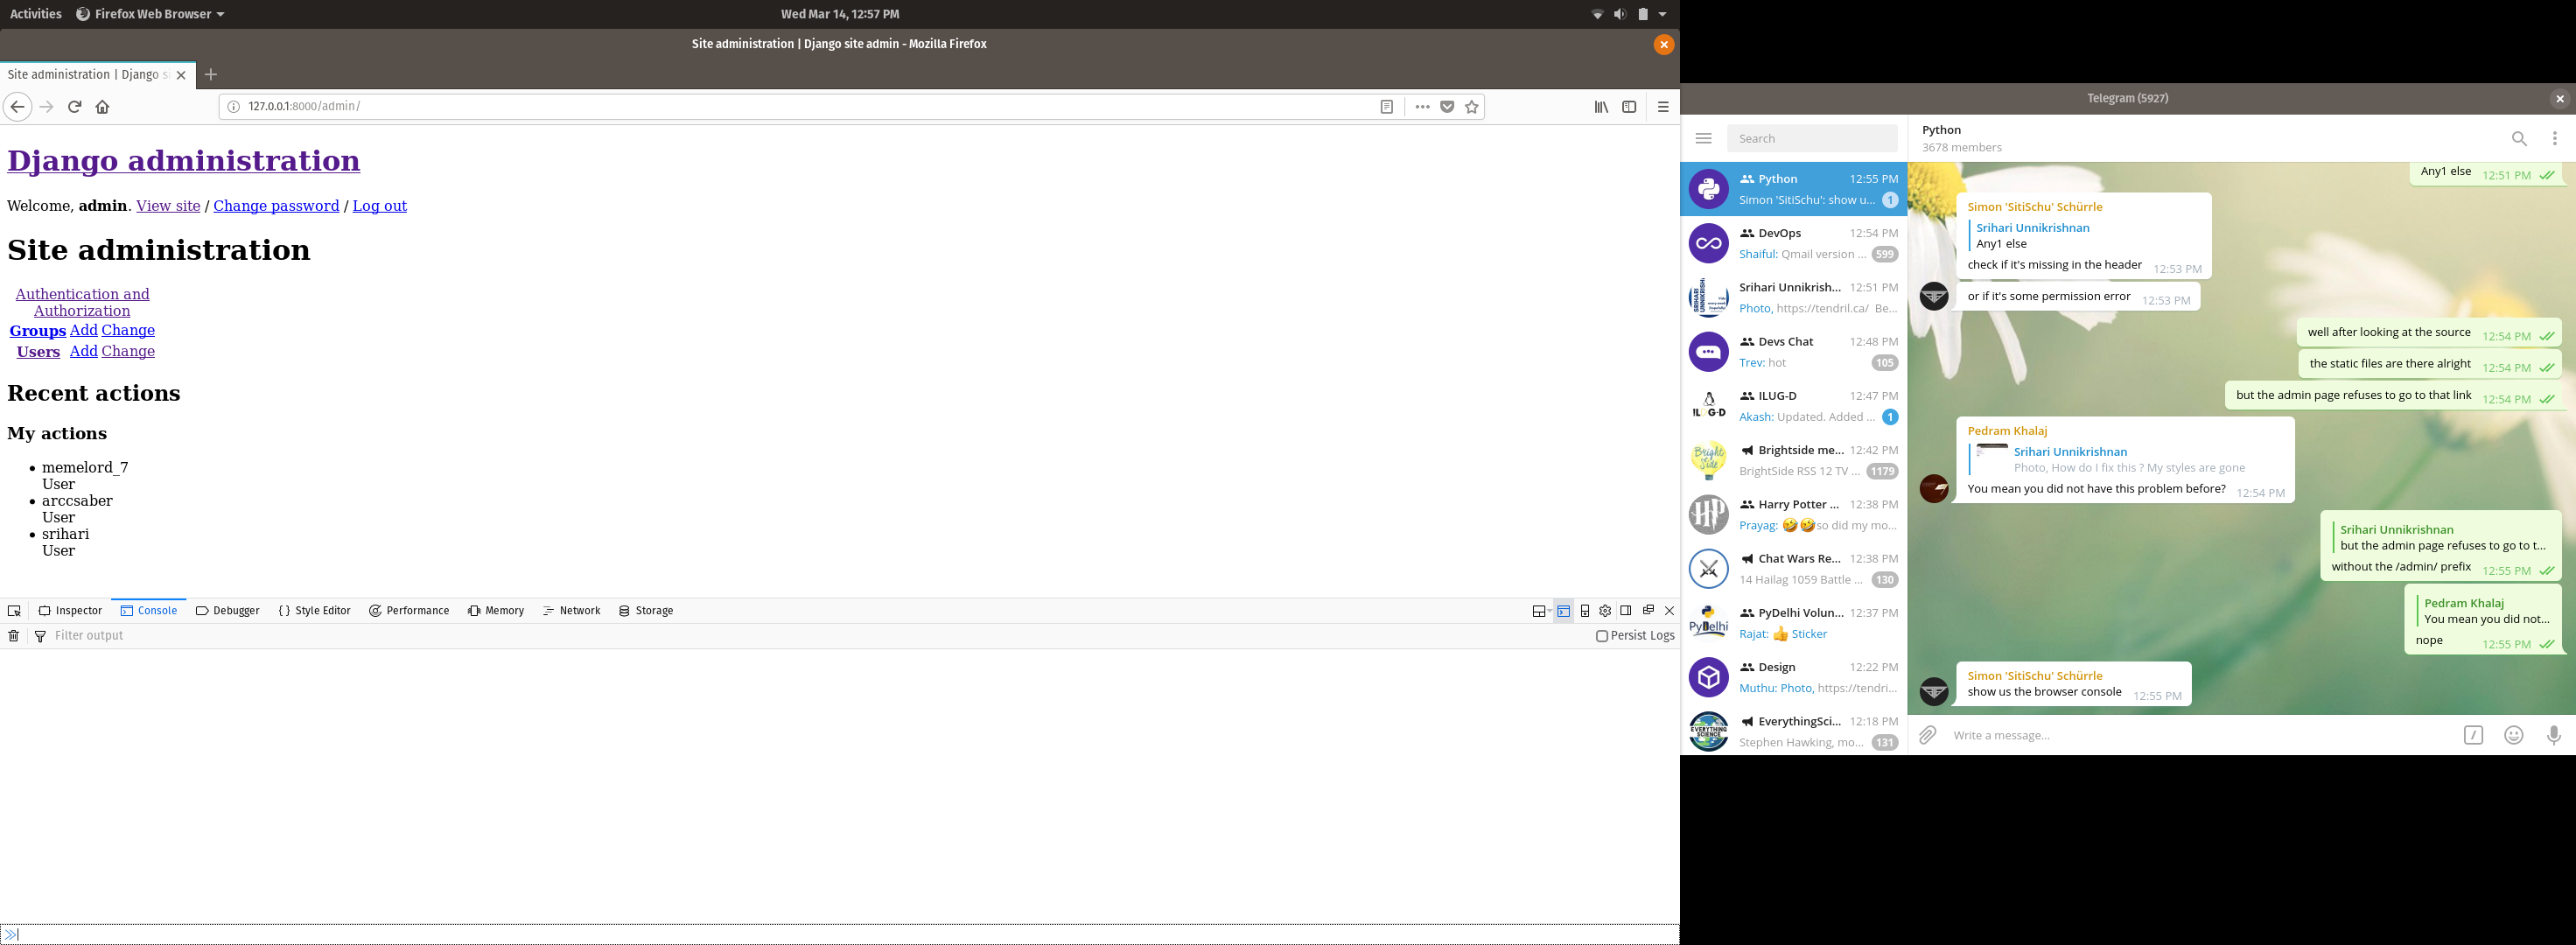 Activities Firefox Web Browser Wed Mar 14, 12:57 PM
Site administration | Django site admin - Mozilla Firefox
Site administration | Django s
127.0.0.1:8000/admin/
Django administration
Welcome, admin. View site / Change password / Log out
Site administration
Authentication and
Authorization
Groups Add Change
Users Add Change
Recent actions
My actions
memelord_7
User
arccsaber
User
srihari
User
Inspector Console Debugger Style Editor Performance Memory Network Storage
Filter output Persist Logs
Telegram (5927)
Search
Python 12:55 PM
Simon 'SitiSchu': show u... 1
DevOps 12:54 PM
Shaiful: Qmail version ... 599
Srihari Unnikrish... 12:51 PM
Photo, https://tendril.ca/ Be...
Devs Chat 12:48 PM
Trev: hot 105
ILUG-D 12:47 PM
Akash: Updated. Added ... 1
Brightside me... 12:42 PM
BrightSide RSS 12 TV ... 1179
Harry Potter ... 12:38 PM
Prayag: 🤣🤣so did my mo...
Chat Wars Re... 12:38 PM
14 Hailag 1059 Battle ... 130
PyDelhi Volun... 12:37 PM
Rajat: 👍 Sticker
Design 12:22 PM
Muthu: Photo, https://tendri...
EverythingSci... 12:18 PM
Stephen Hawking, mo... 131
Python
3678 members
Any1 else 12:51 PM
Simon 'SitiSchu' Schürrle
Srihari Unnikrishnan
Any1 else
check if it's missing in the header 12:53 PM
or if it's some permission error 12:53 PM
well after looking at the source 12:54 PM
the static files are there alright 12:54 PM
but the admin page refuses to go to that link 12:54 PM
Pedram Khalaj
Srihari Unnikrishnan
Photo, How do I fix this ? My styles are gone
You mean you did not have this problem before? 12:54 PM
Srihari Unnikrishnan
but the admin page refuses to go to t...
without the /admin/ prefix 12:55 PM
Pedram Khalaj
You mean you did not...
nope 12:55 PM
Simon 'SitiSchu' Schürrle
show us the browser console 12:55 PM
Write a message...